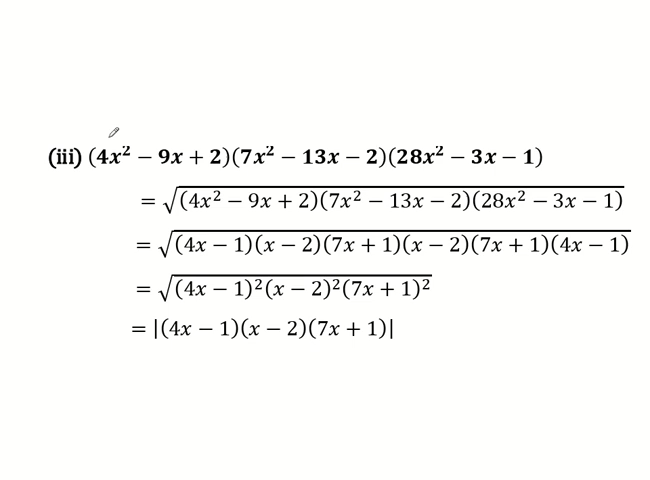 (iii) (4x² − 9x + 2)(7x² − 13x − 2)(28x² − 3x − 1)
= √(4x² − 9x + 2)(7x² − 13x − 2)(28x² − 3x − 1)
= √(4x − 1)(x − 2)(7x + 1)(x − 2)(7x + 1)(4x − 1)
= √(4x − 1)²(x − 2)²(7x + 1)²
= |(4x − 1)(x − 2)(7x + 1)|